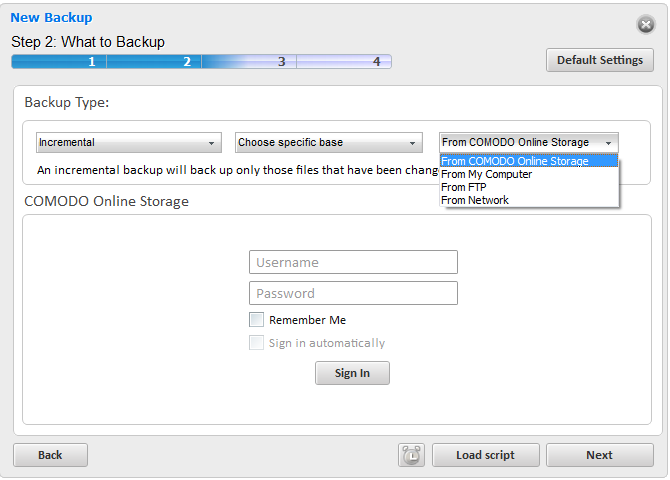 New Backup
Step 2: What to Backup
1 2 3 4
Default Settings
Backup Type:
Incremental
Choose specific base
From COMODO Online Storage
An incremental backup will back up only those files that have been chang
From COMODO Online Storage
From My Computer
From FTP
From Network
COMODO Online Storage
Username
Password
Remember Me
Sign in automatically
Sign In
Back
Load script
Next